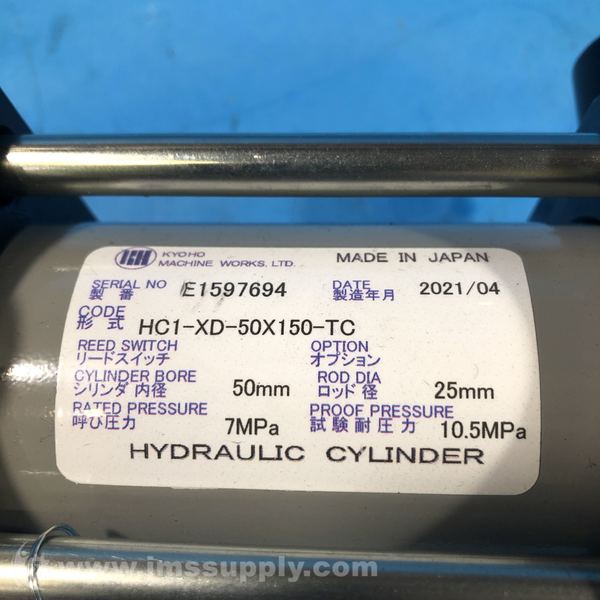 KYOHO
MACHINE WORKS, LTD.
MADE IN JAPAN
SERIAL NO E1597694 DATE 2021/04
製番 製造年月
CODE
形式 HC1-XD-50X150-TC
REED SWITCH OPTION
リードスイッチ オプション
CYLINDER BORE ROD DIA
シリンダ内径 50mm ロッド径 25mm
RATED PRESSURE PROOF PRESSURE
呼び圧力 7MPa 試験耐圧力 10.5MPa
HYDRAULIC CYLINDER
© www.imssupply.com